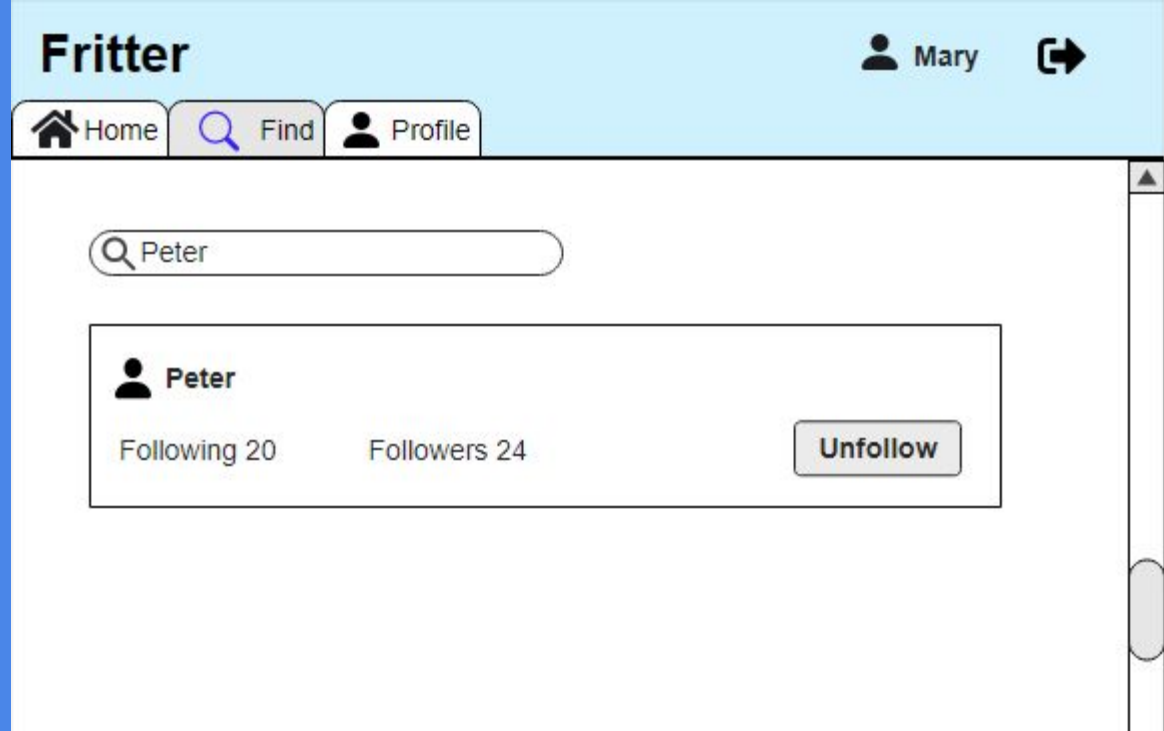 Fritter
Mary
Home Find Profile
Peter
Peter
Following 20 Followers 24 Unfollow